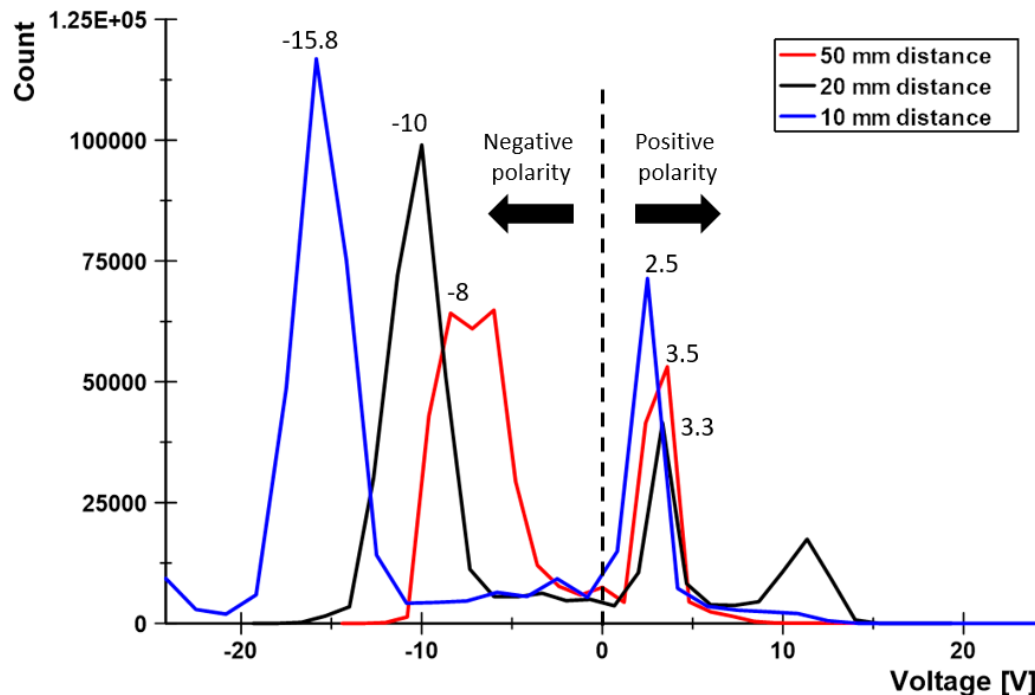 1.25E+05
100000
75000
50000
25000
0
Count
-15.8
-10
-8
Negative
polarity
Positive
polarity
2.5
3.5
3.3
50 mm distance
20 mm distance
10 mm distance
-20
-10
0
10
20
Voltage [V]